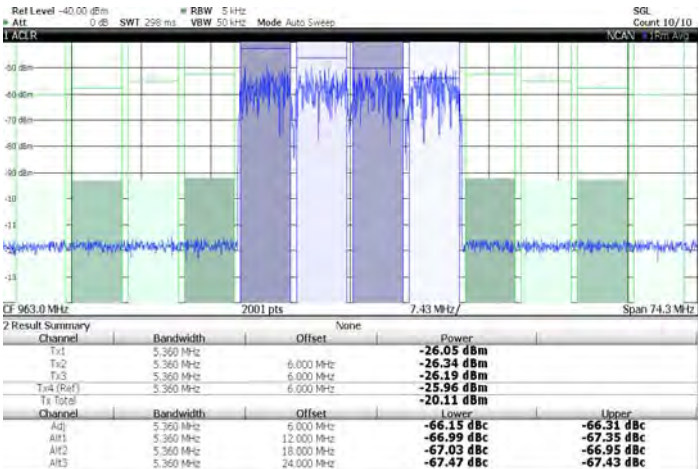 Ref Level -40.00 dBm RBW 5 kHz SGL
Att 0 dB SWT 298 ms VBW 50 kHz Mode Auto Sweep Count 10/10
1 ACLR NCAN 1Rm Avg
-50 dBm
-60 dBm
-70 dBm
-80 dBm
-90 dBm
-10
-11
-12
-13
CF 963.0 MHz 2001 pts 7.43 MHz/ Span 74.3 MHz
2 Result Summary None
Channel Bandwidth Offset Power
Tx1 5.360 MHz -26.05 dBm
Tx2 5.360 MHz 6.000 MHz -26.34 dBm
Tx3 5.360 MHz 6.000 MHz -26.19 dBm
Tx4 (Ref) 5.360 MHz 6.000 MHz -25.96 dBm
Tx Total -20.11 dBm
Channel Bandwidth Offset Lower Upper
Adj 5.360 MHz 6.000 MHz -66.15 dBc -66.31 dBc
Alt1 5.360 MHz 12.000 MHz -66.99 dBc -67.35 dBc
Alt2 5.360 MHz 18.000 MHz -67.03 dBc -66.95 dBc
Alt3 5.360 MHz 24.000 MHz -67.47 dBc -67.43 dBc